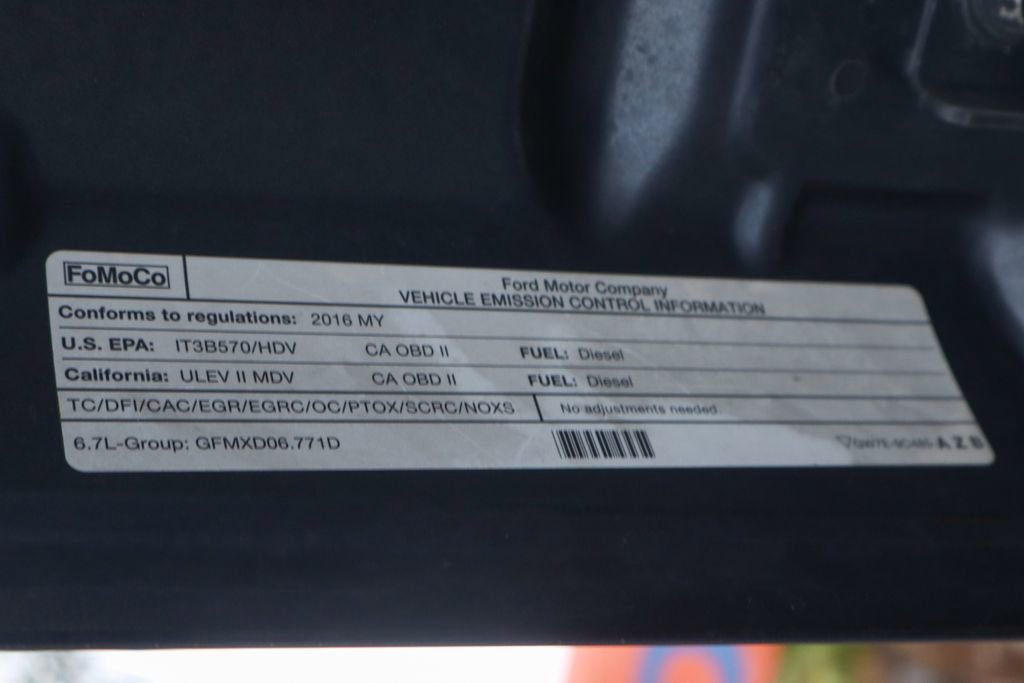 FoMoCo
Ford Motor Company
VEHICLE EMISSION CONTROL INFORMATION
Conforms to regulations: 2016 MY
U.S. EPA: IT3B570/HDV CA OBD II FUEL: Diesel
California: ULEV II MDV CA OBD II FUEL: Diesel
TC/DFI/CAC/EGR/EGRC/OC/PTOX/SCRC/NOXS No adjustments needed.
6.7L-Group: GFMXD06.771D AZB